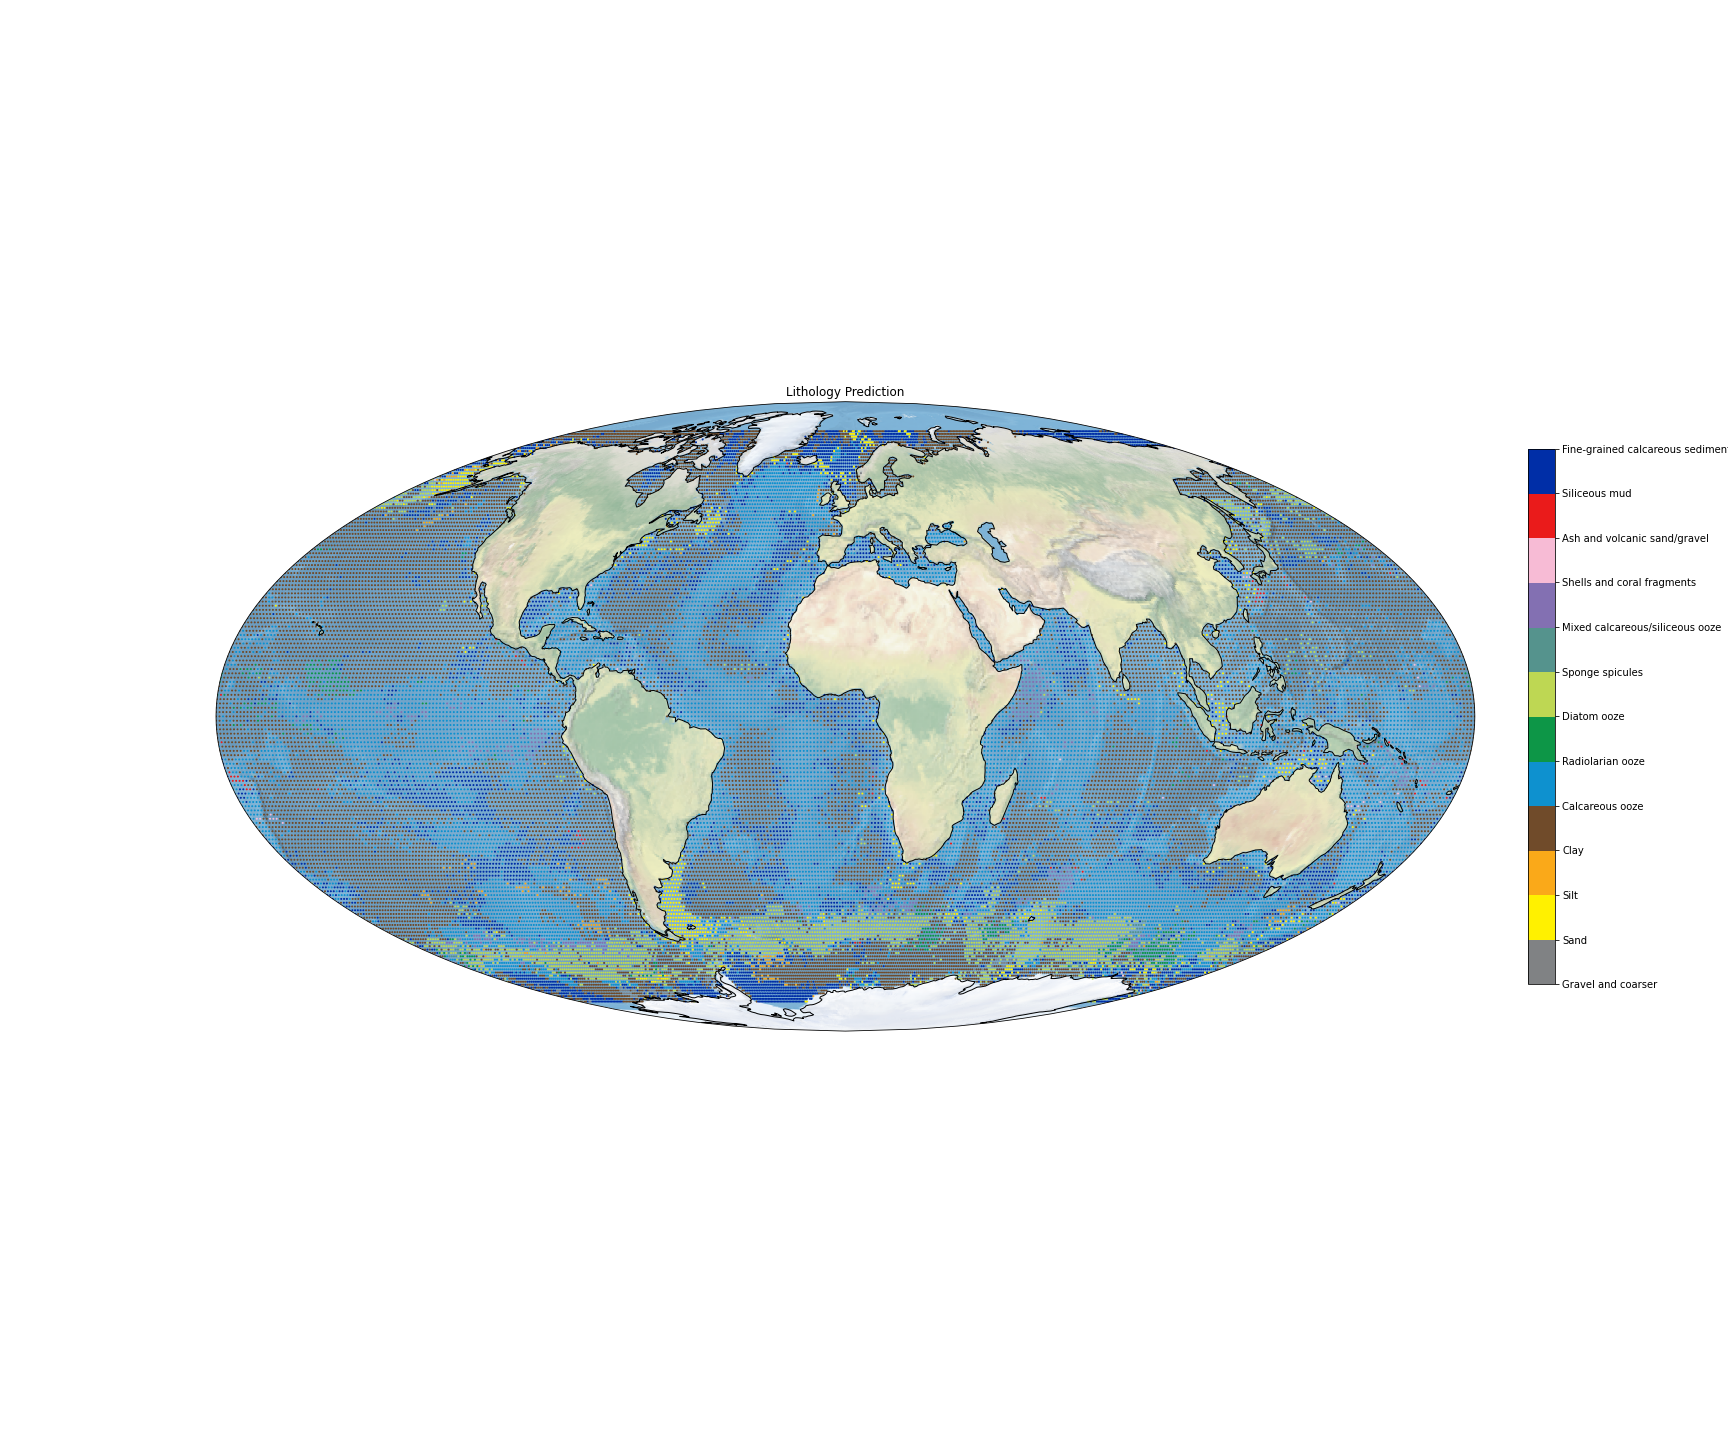 Lithology Prediction
Fine-grained calcareous sedimen
Siliceous mud
Ash and volcanic sand/gravel
Shells and coral fragments
Mixed calcareous/siliceous ooze
Sponge spicules
Diatom ooze
Radiolarian ooze
Calcareous ooze
Clay
Silt
Sand
Gravel and coarser